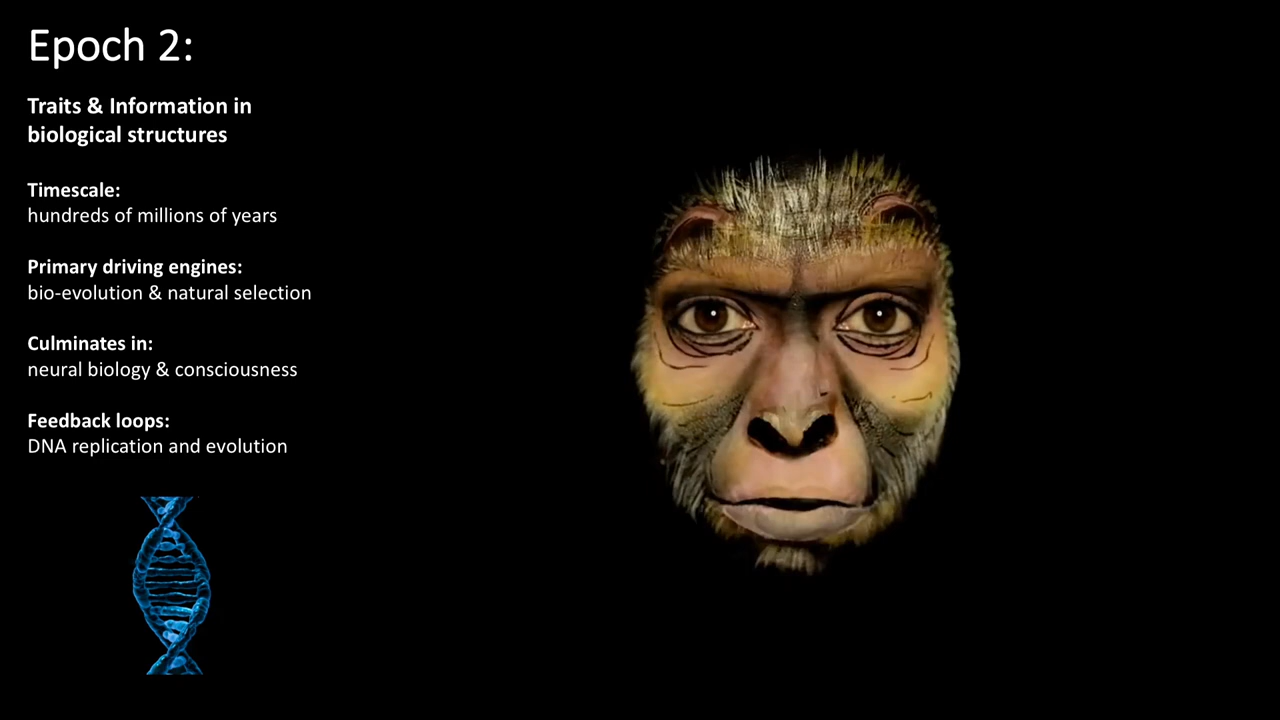 Epoch 2:
Traits & Information in
biological structures
Timescale:
hundreds of millions of years
Primary driving engines:
bio-evolution & natural selection
Culminates in:
neural biology & consciousness
Feedback loops:
DNA replication and evolution